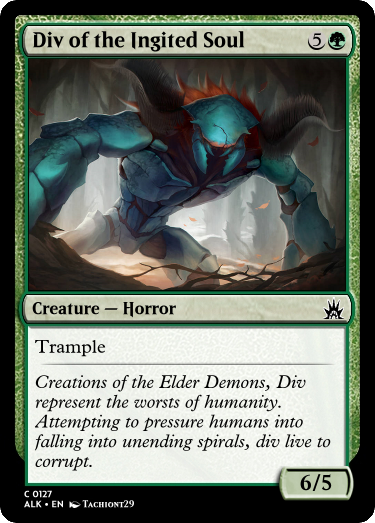 Div of the Ingited Soul 5
Creature — Horror
Trample
Creations of the Elder Demons, Div
represent the worsts of humanity.
Attempting to pressure humans into
falling into unending spirals, div live to
corrupt.
6/5
C 0127
ALK • EN Tachiont29